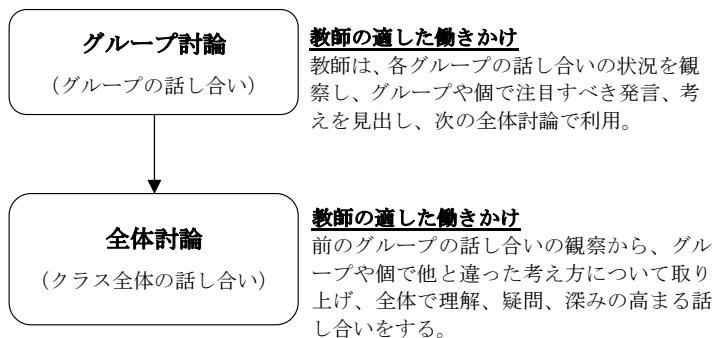 グループ討論
（グループの話し合い）
教師の適した働きかけ
教師は、各グループの話し合いの状況を観
察し、グループや個で注目すべき発言、考
えを見出し、次の全体討論で利用。
全体討論
（クラス全体の話し合い）
教師の適した働きかけ
前のグループの話し合いの観察から、グル
ープや個で他と違った考え方について取り
上げ、全体で理解、疑問、深みの高まる話
し合いをする。